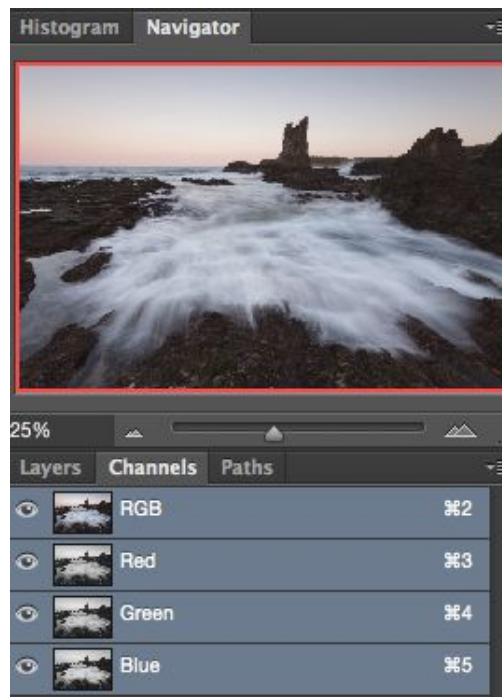 Histogram Navigator
25%
Layers Channels Paths
RGB ⌘2
Red ⌘3
Green ⌘4
Blue ⌘5